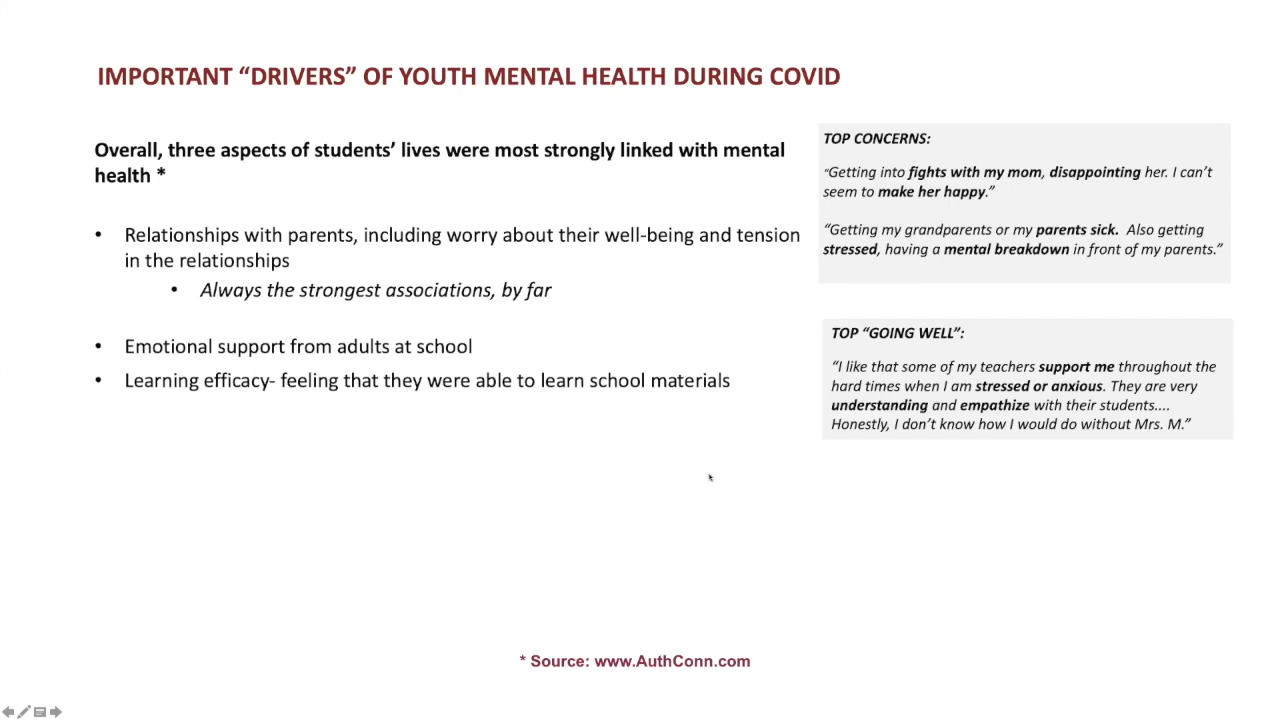 IMPORTANT “DRIVERS” OF YOUTH MENTAL HEALTH DURING COVID
Overall, three aspects of students’ lives were most strongly linked with mental
health *
• Relationships with parents, including worry about their well-being and tension
in the relationships
• Always the strongest associations, by far
• Emotional support from adults at school
• Learning efficacy- feeling that they were able to learn school materials
TOP CONCERNS:
“Getting into fights with my mom, disappointing her. I can’t
seem to make her happy.”
“Getting my grandparents or my parents sick. Also getting
stressed, having a mental breakdown in front of my parents.”
TOP “GOING WELL”:
“I like that some of my teachers support me throughout the
hard times when I am stressed or anxious. They are very
understanding and empathize with their students....
Honestly, I don’t know how I would do without Mrs. M.”
* Source: www.AuthConn.com